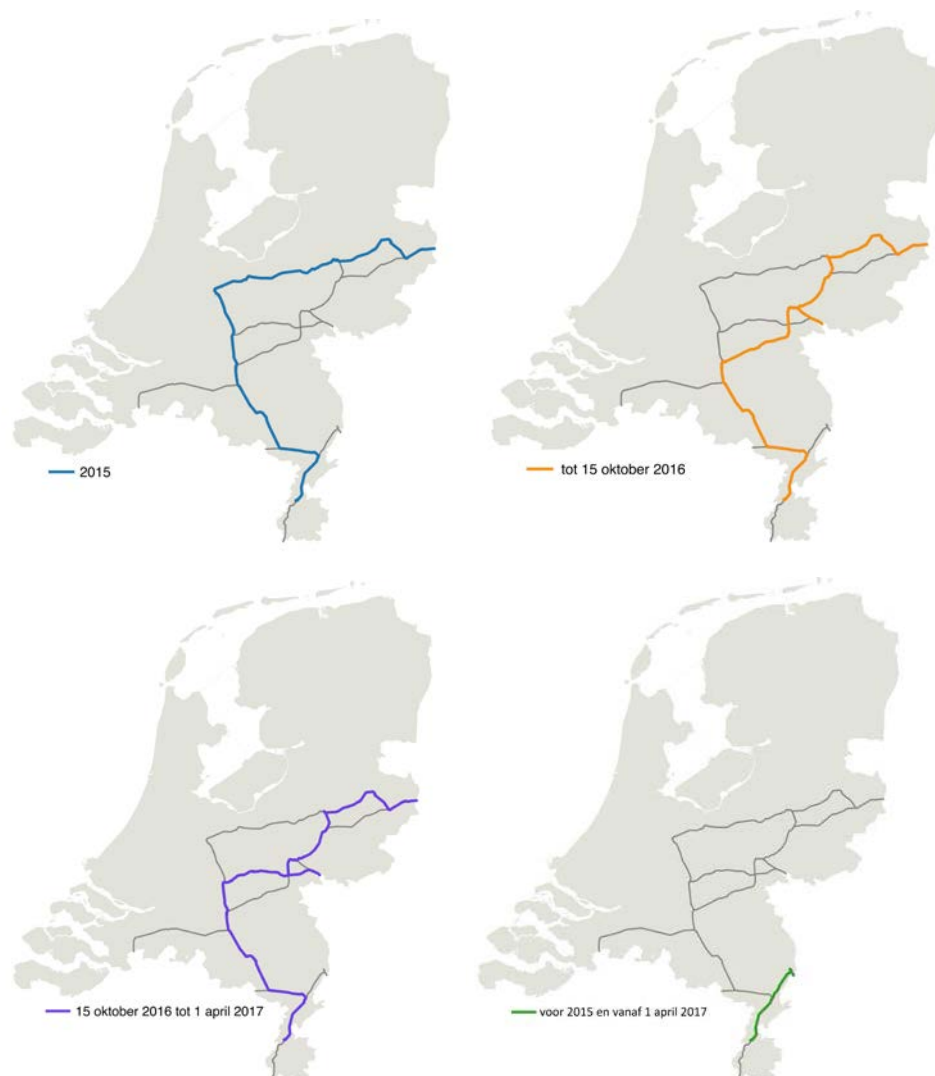 2015
tot 15 oktober 2016
15 oktober 2016 tot 1 april 2017
voor 2015 en vanaf 1 april 2017